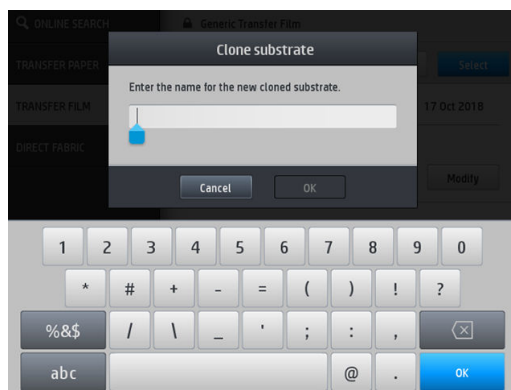 ONLINE SEARCH
Generic Transfer Film
Clone substrate
TRANSFER PAPER
Select
Enter the name for the new cloned substrate.
TRANSFER FILM
17 Oct 2018
DIRECT FABRIC
Modify
Cancel
OK
1 2 3 4 5 6 7 8 9 0
* # + - = ( ) ! ?
%&$ / \ _ ' ; : ,
abc @ . OK